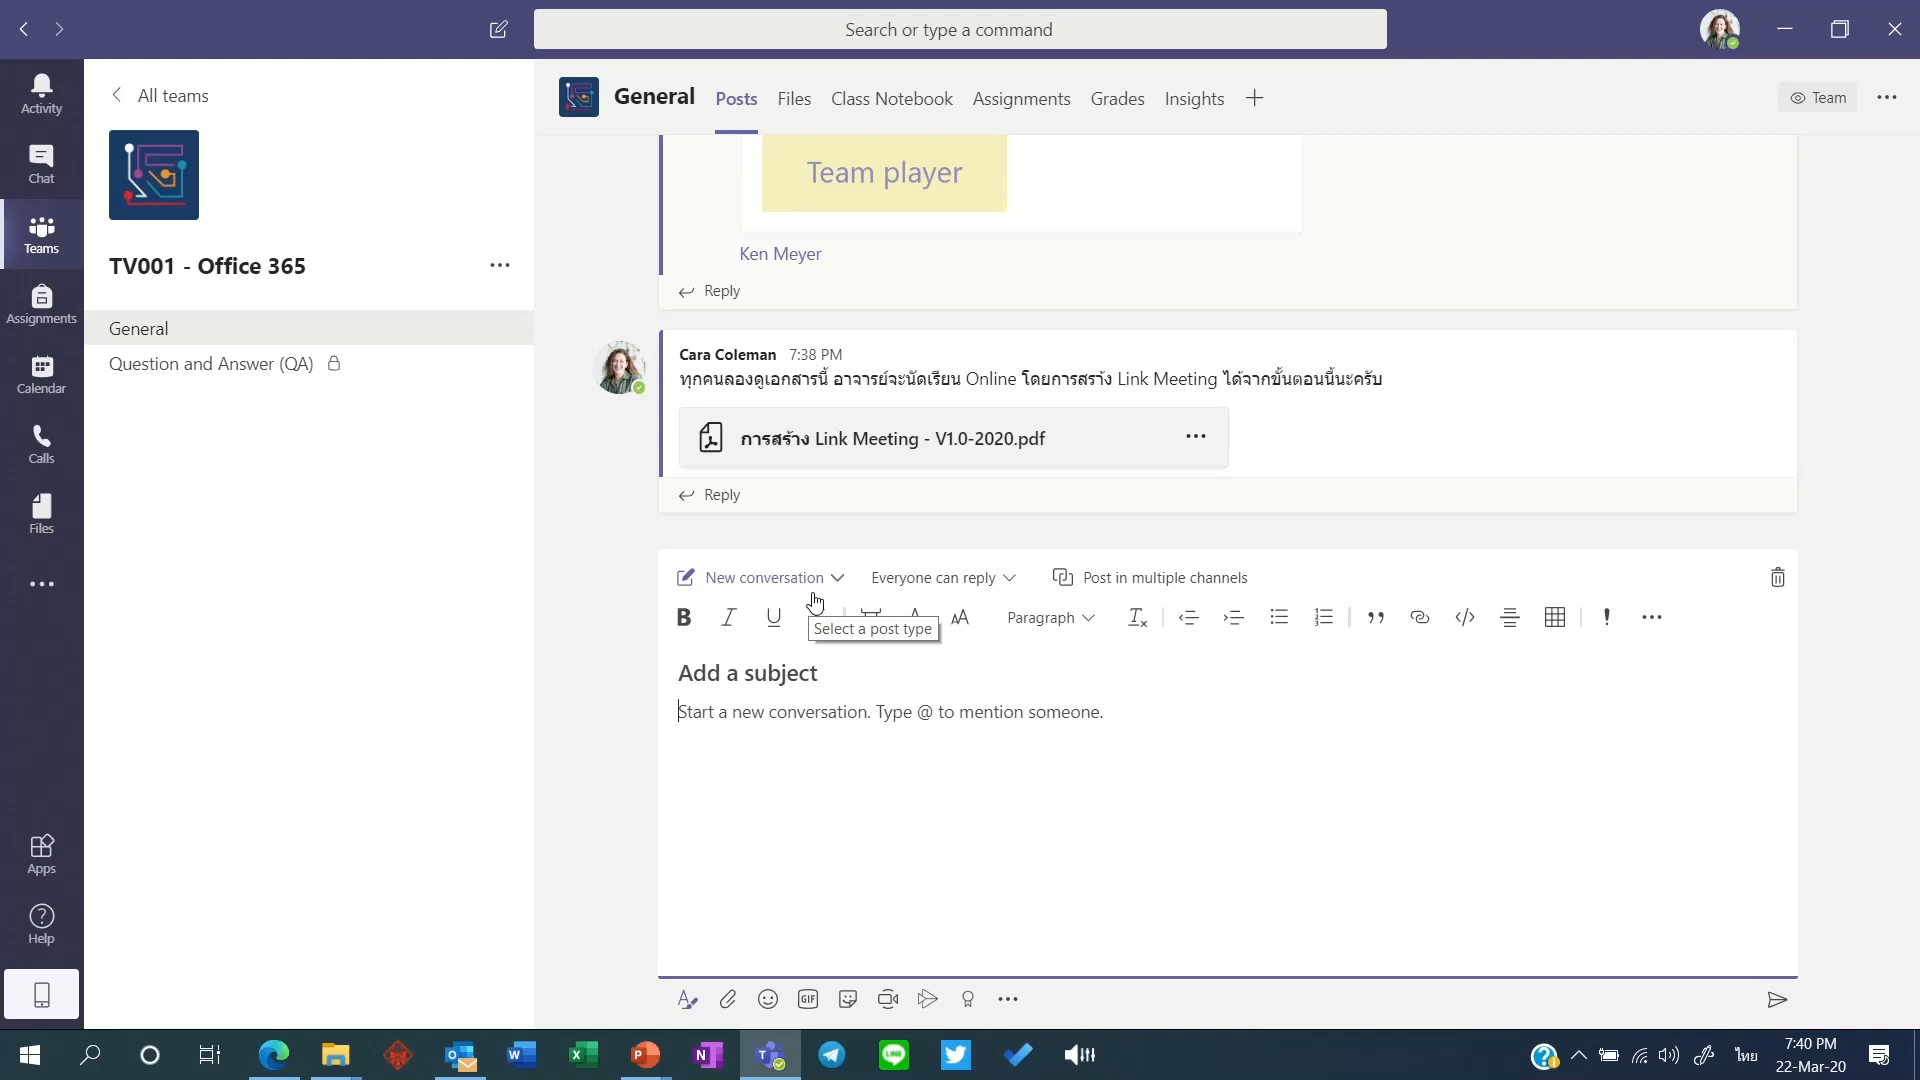 Search or type a command
Activity
Chat
Teams
Assignments
Calendar
Calls
Files
Apps
Help
All teams
TV001 - Office 365
General
Question and Answer (QA)
General
Posts
Files
Class Notebook
Assignments
Grades
Insights
Team
Team player
Ken Meyer
Reply
Cara Coleman 7:38 PM
ทุกคนลองดูเอกสารนี้ อาจารย์จะนัดเรียน Online โดยการสร้าง Link Meeting ได้จากขั้นตอนนี้นะครับ
การสร้าง Link Meeting - V1.0-2020.pdf
Reply
New conversation
Everyone can reply
Post in multiple channels
B I U AA Paragraph
Select a post type
Add a subject
Start a new conversation. Type @ to mention someone.
GIF
ไทย
7:40 PM
22-Mar-20